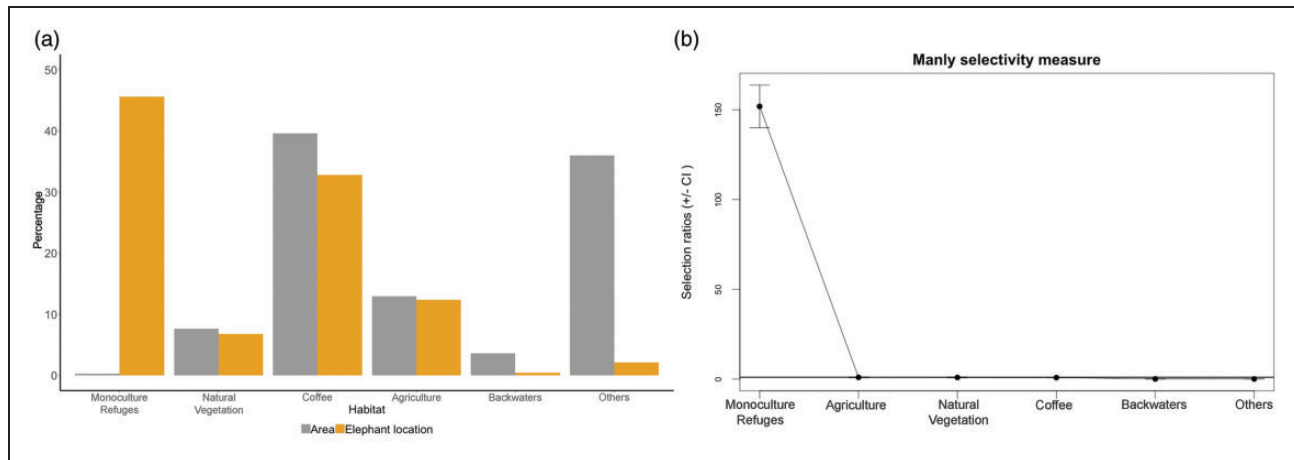 (a)
50
40
30
20
10
0
Percentage
Monoculture
Refuges
Natural
Vegetation
Coffee
Agriculture
Backwaters
Others
Habitat
Area Elephant location
(b)
Manly selectivity measure
150
100
50
0
Selection ratios (+/- CI )
Monoculture
Refuges
Agriculture
Natural
Vegetation
Coffee
Backwaters
Others